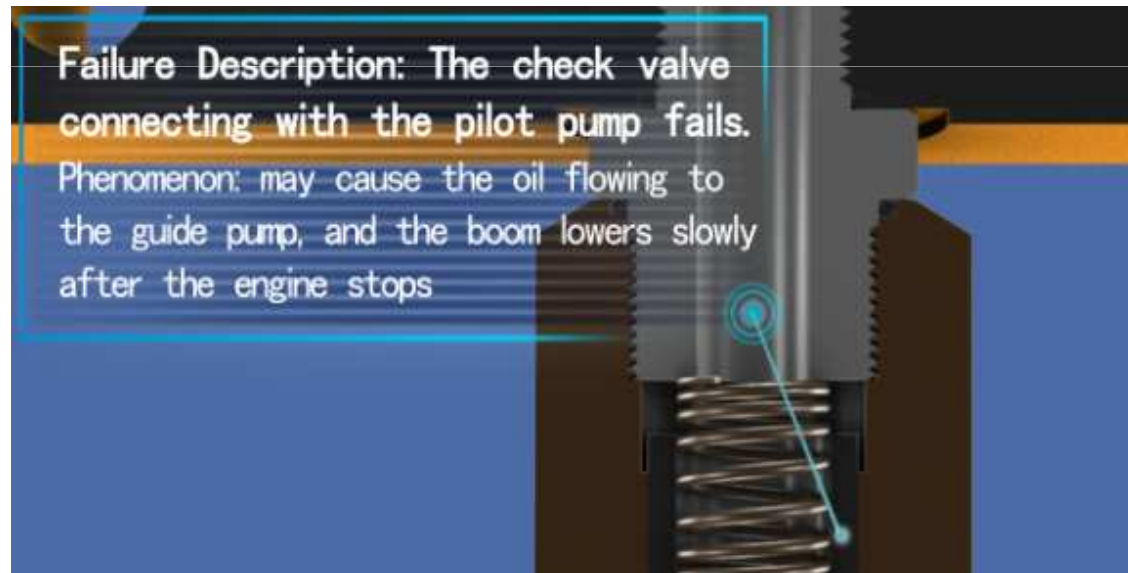 Failure Description: The check valve
connecting with the pilot pump fails.
Phenomenon: may cause the oil flowing to
the guide pump, and the boom lowers slowly
after the engine stops